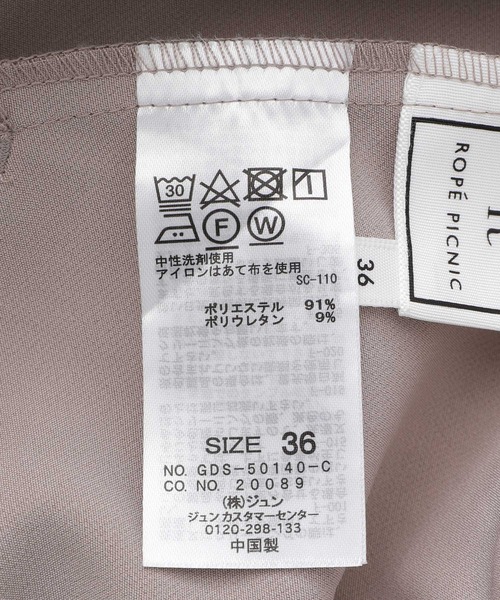 30
F W
中性洗剤使用
アイロンはあて布を使用
SC-110
ポリエステル 91%
ポリウレタン 9%
SIZE 36
NO. GDS-50140-C
CO. NO. 20089
(株)ジュン
ジュン カスタマーセンター
0120-298-133
中国製
36
ROPÉ PICNIC